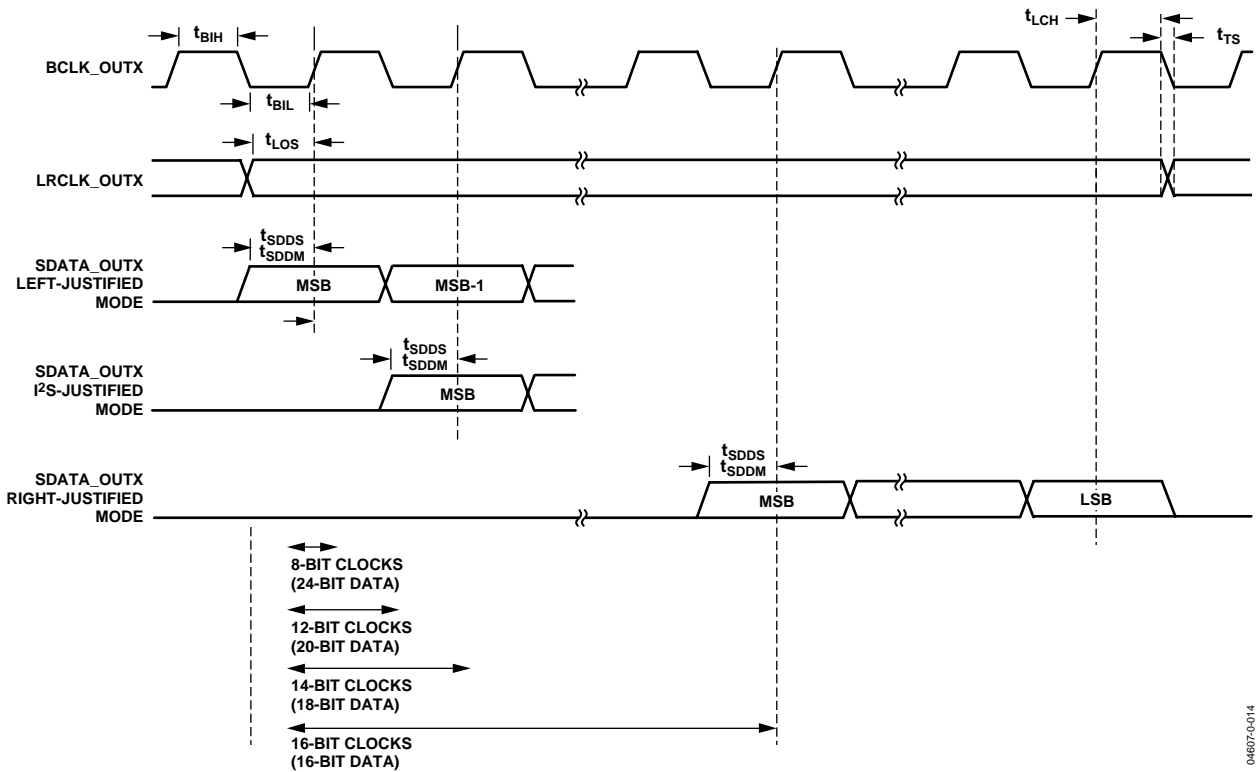 tBIH
tLCH
tTS
BCLK_OUTX
tBIL
tLOS
LRCLK_OUTX
tSDDS
tSDDM
SDATA_OUTX
LEFT-JUSTIFIED
MODE
MSB
MSB-1
tSDDS
tSDDM
SDATA_OUTX
I²S-JUSTIFIED
MODE
MSB
tSDDS
tSDDM
SDATA_OUTX
RIGHT-JUSTIFIED
MODE
MSB
LSB
8-BIT CLOCKS
(24-BIT DATA)
12-BIT CLOCKS
(20-BIT DATA)
14-BIT CLOCKS
(18-BIT DATA)
16-BIT CLOCKS
(16-BIT DATA)
04607-0-014